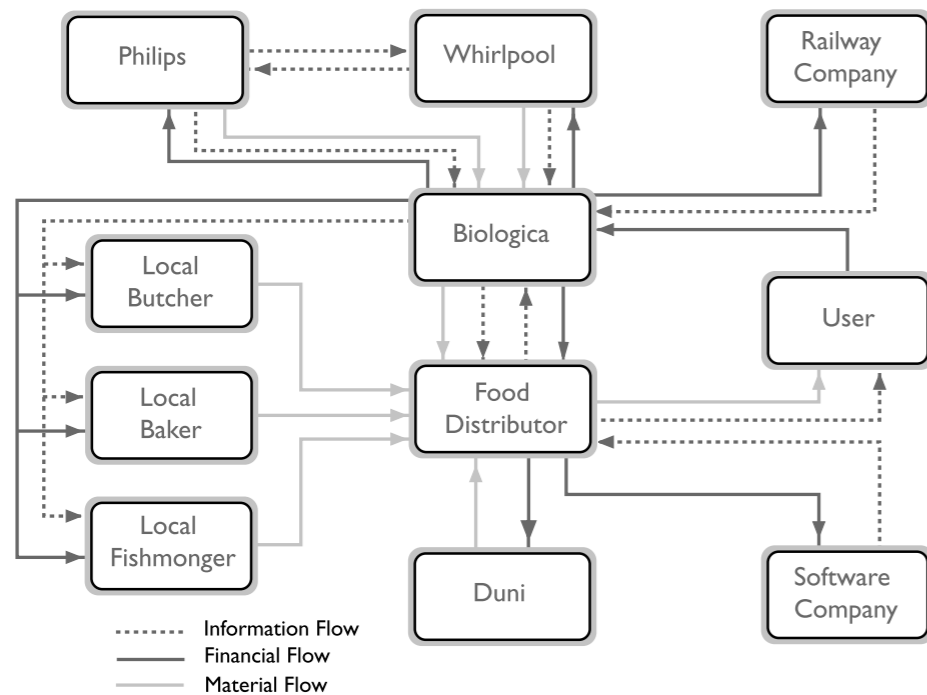 Philips
Whirlpool
Railway
Company
Biologica
Local
Butcher
User
Local
Baker
Food
Distributor
Local
Fishmonger
Duni
Software
Company
Information Flow
Financial Flow
Material Flow